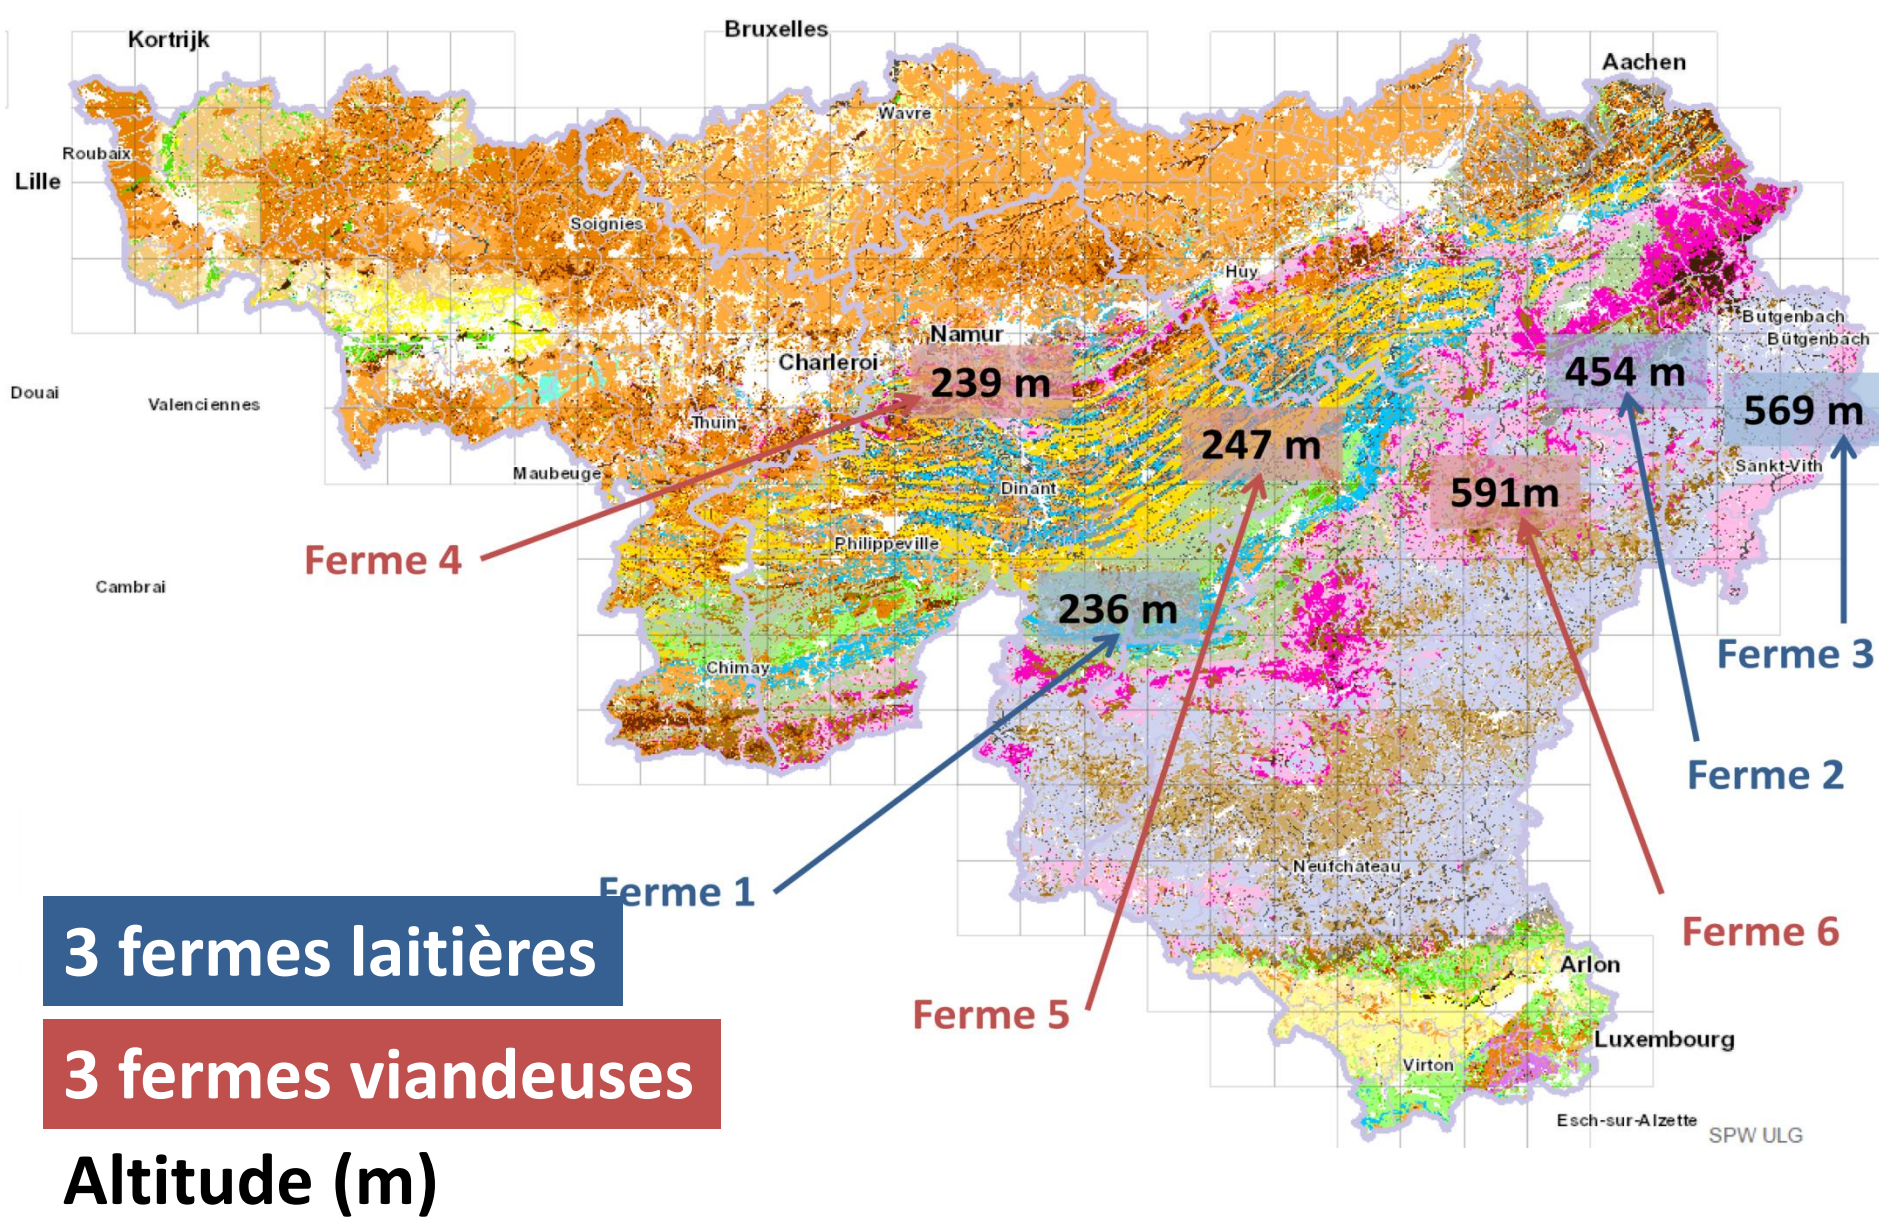 Bruxelles
Kortrijk
Aachen
Wavre
Roubaix
Lille
Soignies
Huy
Butgenbach
Bütgenbach
Namur
Charleroi
239 m
454 m
569 m
Douai
Valenciennes
Thuin
247 m
Maubeuge
Sankt-Vith
Dinant
591m
Philippeville
Ferme 4
Cambrai
236 m
Chimay
Ferme 3
Ferme 2
Neufchâteau
Ferme 1
Ferme 6
3 fermes laitières
Arlon
Ferme 5
Luxembourg
3 fermes viandeuses
Virton
Esch-sur-Alzette
SPW ULG
Altitude (m)